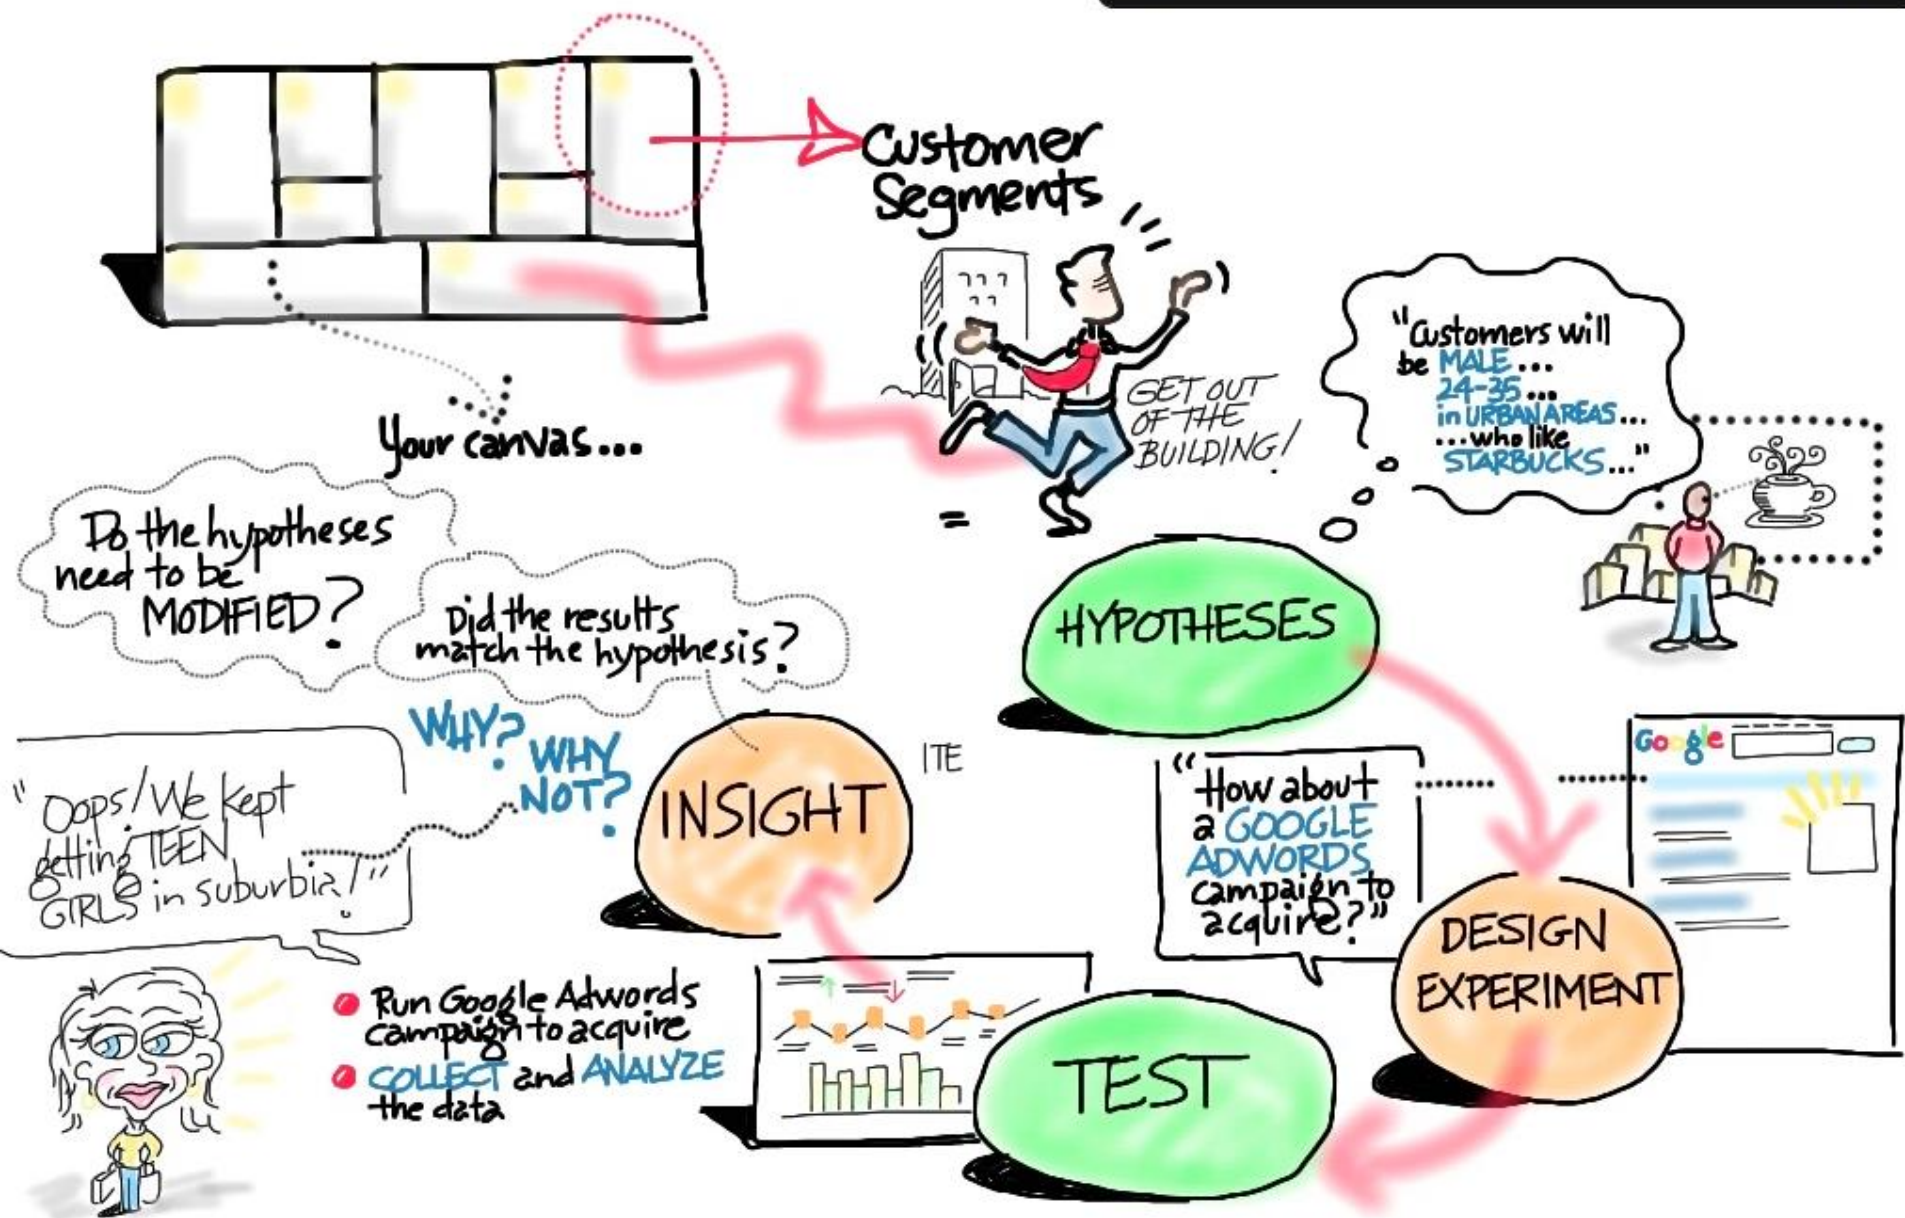 Customer
Segments
Your canvas...
GET OUT
OF THE
BUILDING!
"Customers will
be MALE...
24-35...
in URBAN AREAS...
...who like
STARBUCKS..."
HYPOTHESES
Google
"How about
a GOOGLE
ADWORDS
campaign to
acquire?"
DESIGN
EXPERIMENT
TEST
Run Google Adwords
campaign to acquire
COLLECT and ANALYZE
the data
INSIGHT
ITE
Did the results
match the hypothesis?
Do the hypotheses
need to be
MODIFIED?
WHY?
WHY
NOT?
"Oops! We kept
getting TEEN
GIRLS in suburbia!"